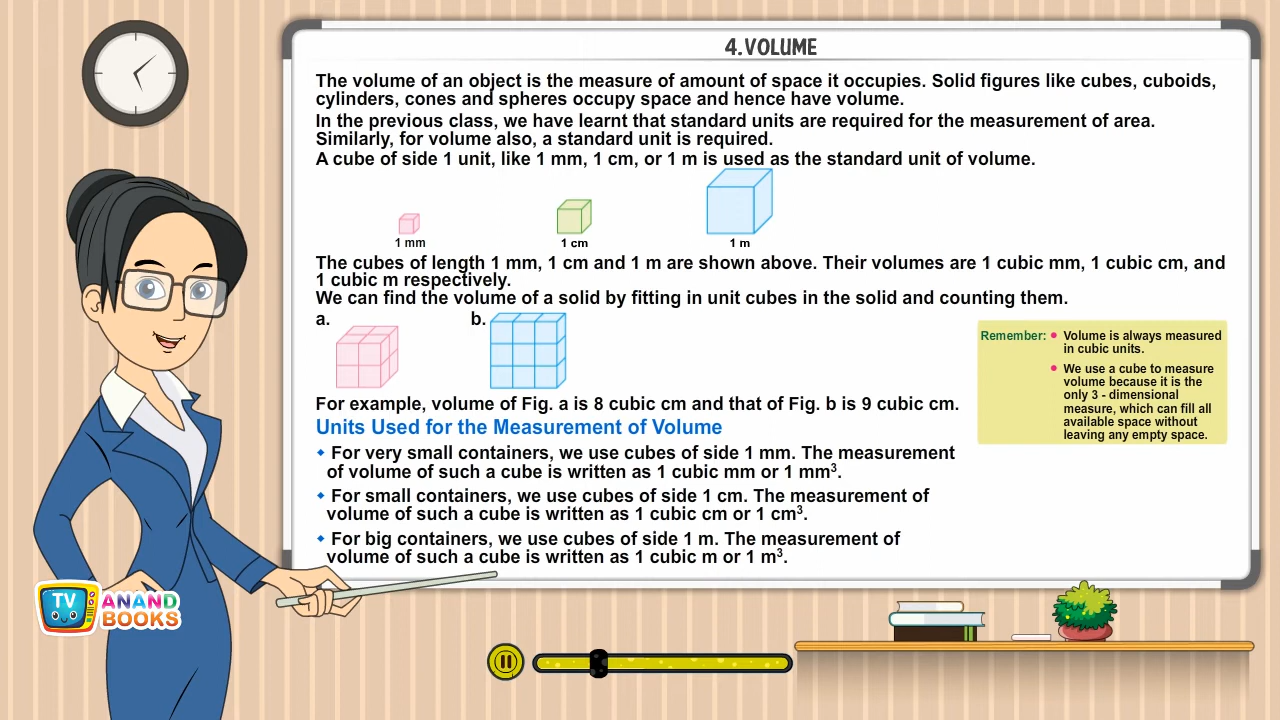 4.VOLUME
The volume of an object is the measure of amount of space it occupies. Solid figures like cubes, cuboids,
cylinders, cones and spheres occupy space and hence have volume.
In the previous class, we have learnt that standard units are required for the measurement of area.
Similarly, for volume also, a standard unit is required.
A cube of side 1 unit, like 1 mm, 1 cm, or 1 m is used as the standard unit of volume.
1 mm 1 cm 1 m
The cubes of length 1 mm, 1 cm and 1 m are shown above. Their volumes are 1 cubic mm, 1 cubic cm, and
1 cubic m respectively.
We can find the volume of a solid by fitting in unit cubes in the solid and counting them.
a. b.
For example, volume of Fig. a is 8 cubic cm and that of Fig. b is 9 cubic cm.
Remember: • Volume is always measured
in cubic units.
• We use a cube to measure
volume because it is the
only 3 - dimensional
measure, which can fill all
available space without
leaving any empty space.
Units Used for the Measurement of Volume
For very small containers, we use cubes of side 1 mm. The measurement
of volume of such a cube is written as 1 cubic mm or 1 mm³.
For small containers, we use cubes of side 1 cm. The measurement of
volume of such a cube is written as 1 cubic cm or 1 cm³.
For big containers, we use cubes of side 1 m. The measurement of
volume of such a cube is written as 1 cubic m or 1 m³.
TV
ANAND
BOOKS